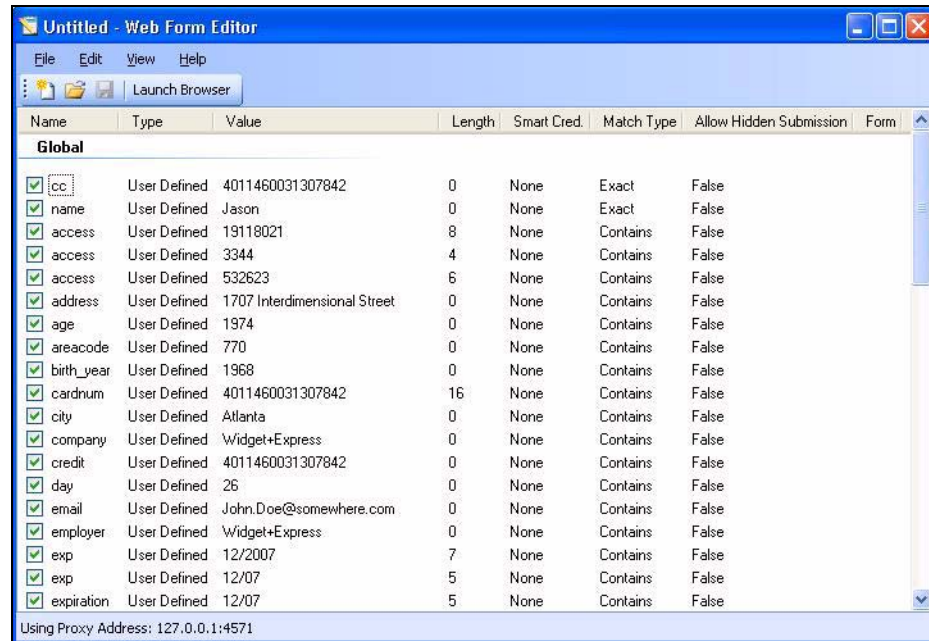 Untitled - Web Form Editor
File Edit View Help
Launch Browser
Name Type Value Length Smart Cred. Match Type Allow Hidden Submission Form
Global
cc User Defined 4011460031307842 0 None Exact False
name User Defined Jason 0 None Exact False
access User Defined 19118021 8 None Contains False
access User Defined 3344 4 None Contains False
access User Defined 532623 6 None Contains False
address User Defined 1707 Interdimensional Street 0 None Contains False
age User Defined 1974 0 None Contains False
areacode User Defined 770 0 None Contains False
birth_year User Defined 1968 0 None Contains False
cardnum User Defined 4011460031307842 16 None Contains False
city User Defined Atlanta 0 None Contains False
company User Defined Widget+Express 0 None Contains False
credit User Defined 4011460031307842 0 None Contains False
day User Defined 26 0 None Contains False
email User Defined John.Doe@somewhere.com 0 None Contains False
employer User Defined Widget+Express 0 None Contains False
exp User Defined 12/2007 7 None Contains False
exp User Defined 12/07 5 None Contains False
expiration User Defined 12/07 5 None Contains False
Using Proxy Address: 127.0.0.1:4571